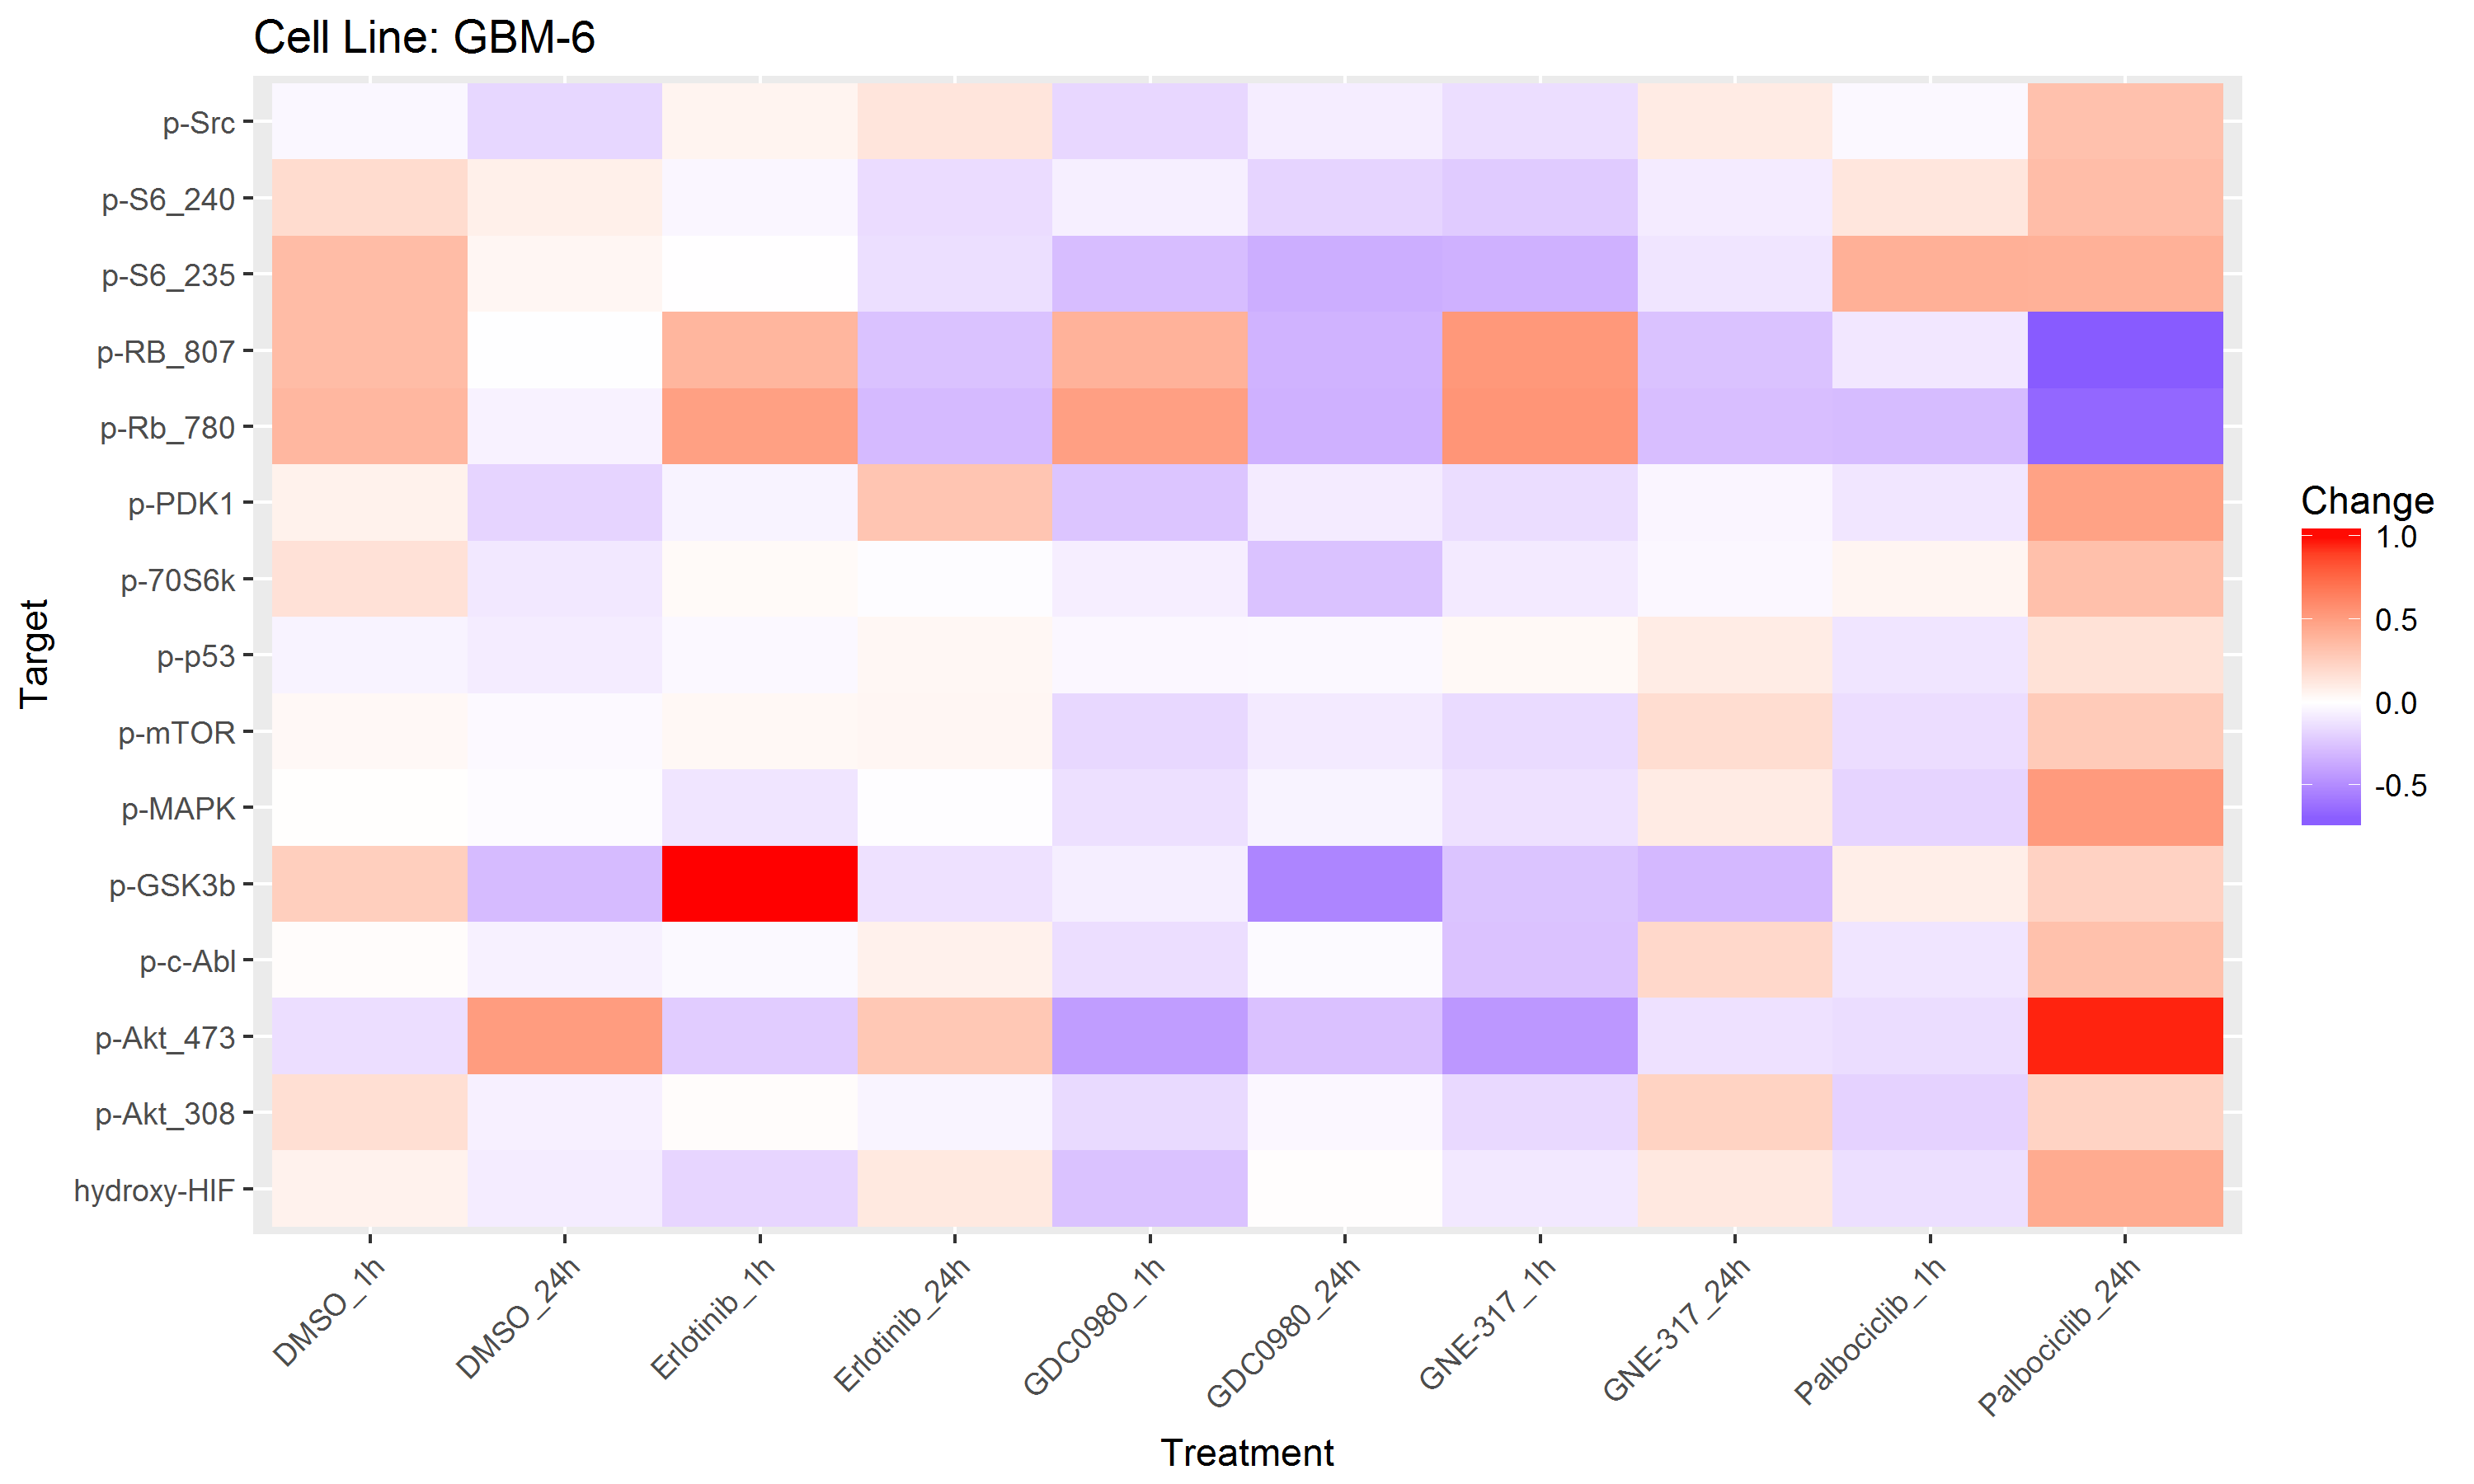 Cell Line: GBM-6
Target
p-Src
p-S6_240
p-S6_235
p-RB_807
p-Rb_780
p-PDK1
p-70S6k
p-p53
p-mTOR
p-MAPK
p-GSK3b
p-c-Abl
p-Akt_473
p-Akt_308
hydroxy-HIF
DMSO_1h
DMSO_24h
Erlotinib_1h
Erlotinib_24h
GDC0980_1h
GDC0980_24h
GNE-317_1h
GNE-317_24h
Palbociclib_1h
Palbociclib_24h
Treatment
Change
1.0
0.5
0.0
-0.5